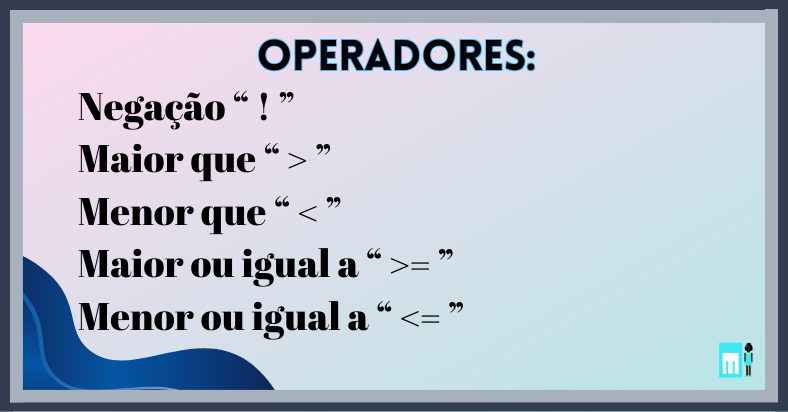 OPERADORES:
Negação “ ! ”
Maior que “ > ”
Menor que “ < ”
Maior ou igual a “ >= ”
Menor ou igual a “ <= ”
m